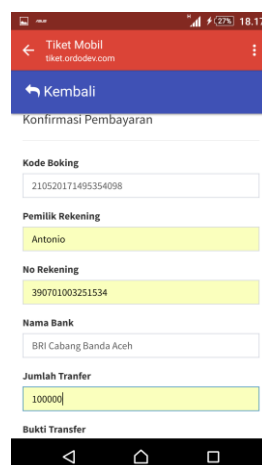 27%
18.17
Tiket Mobil
tiket.ordodev.com
Kembali
Konfirmasi Pembayaran
Kode Boking
210520171495354098
Pemilik Rekening
Antonio
No Rekening
390701003251534
Nama Bank
BRI Cabang Banda Aceh
Jumlah Tranfer
100000
Bukti Transfer